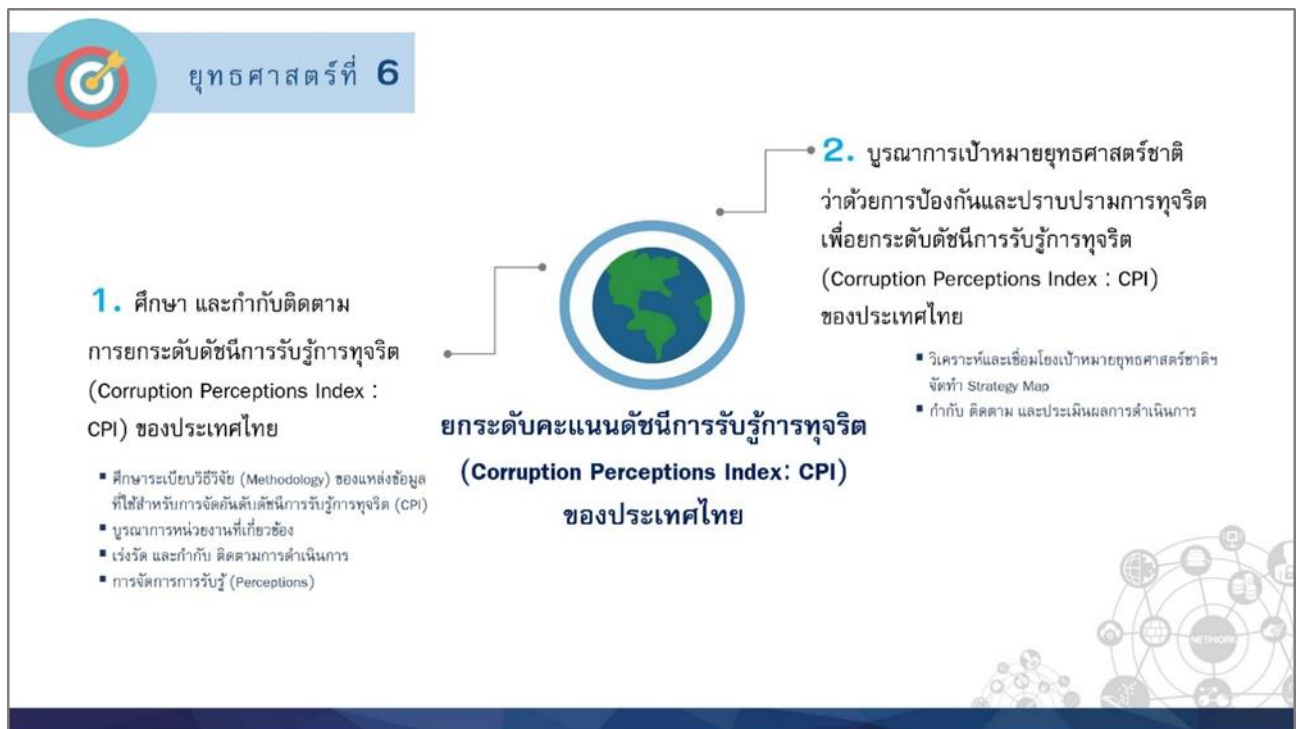 ยุทธศาสตร์ที่ 6
1. ศึกษา และกำกับติดตาม
การยกระดับดัชนีการรับรู้การทุจริต
(Corruption Perceptions Index :
CPI) ของประเทศไทย
▪ ศึกษาระเบียบวิธีวิจัย (Methodology) ของแหล่งข้อมูล
ที่ใช้สำหรับการจัดอันดับดัชนีการรับรู้การทุจริต (CPI)
▪ บูรณาการหน่วยงานที่เกี่ยวข้อง
▪ เร่งรัด และกำกับ ติดตามการดำเนินการ
▪ การจัดการการรับรู้ (Perceptions)
ยกระดับคะแนนดัชนีการรับรู้การทุจริต
(Corruption Perceptions Index: CPI)
ของประเทศไทย
2. บูรณาการเป้าหมายยุทธศาสตร์ชาติ
ว่าด้วยการป้องกันและปราบปรามการทุจริต
เพื่อยกระดับดัชนีการรับรู้การทุจริต
(Corruption Perceptions Index : CPI)
ของประเทศไทย
▪ วิเคราะห์และเชื่อมโยงเป้าหมายยุทธศาสตร์ชาติฯ
จัดทำ Strategy Map
▪ กำกับ ติดตาม และประเมินผลการดำเนินการ
NETWORK